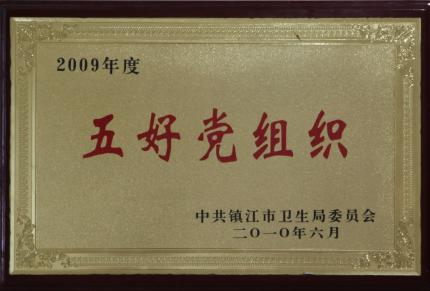 2009年度
五好党组织
中共镇江市卫生局委员会
二〇一〇年六月